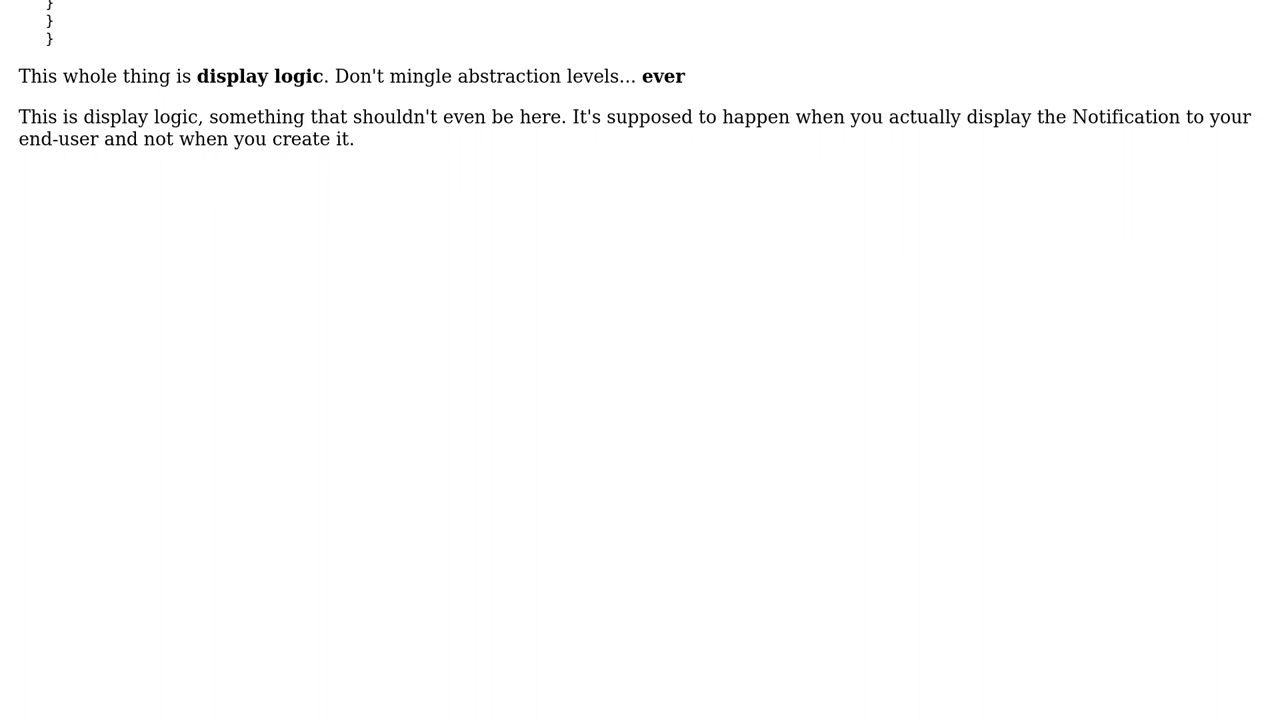 }
}
}
This whole thing is display logic. Don't mingle abstraction levels... ever
This is display logic, something that shouldn't even be here. It's supposed to happen when you actually display the Notification to your
end-user and not when you create it.